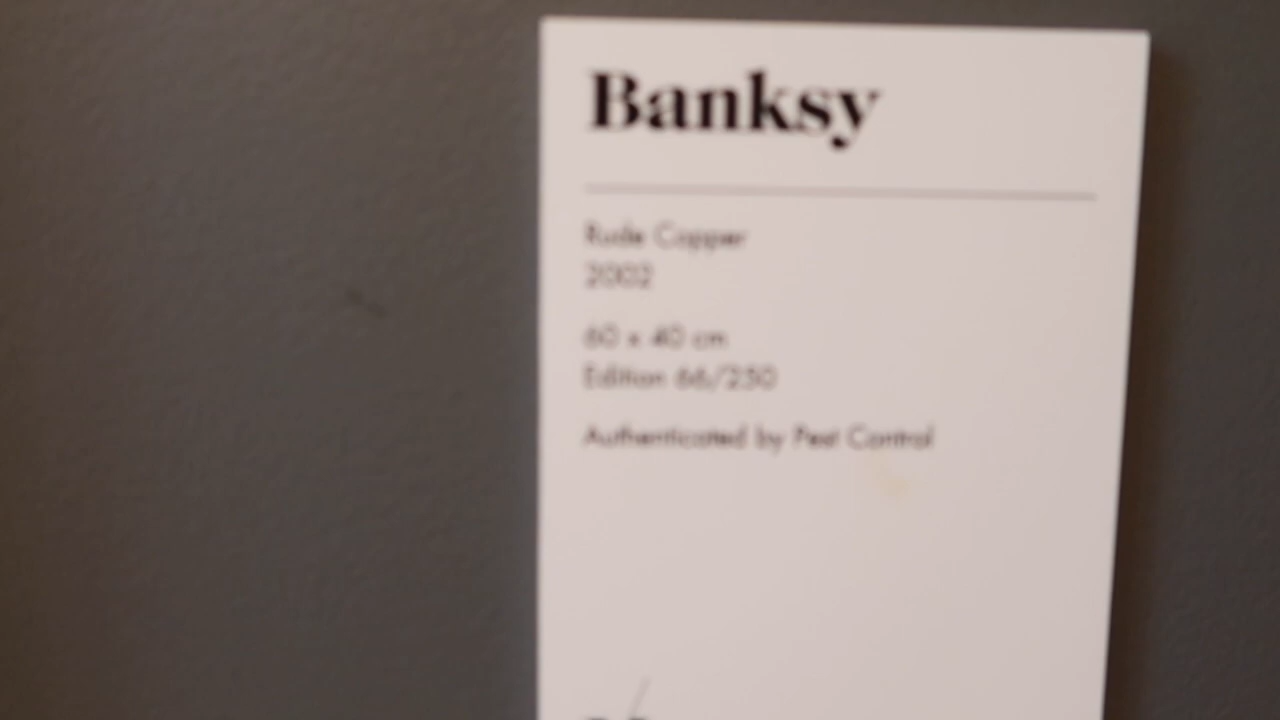 Banksy
Rude Copper
2002
60 x 40 cm
Edition 66/250
Authenticated by Pest Control